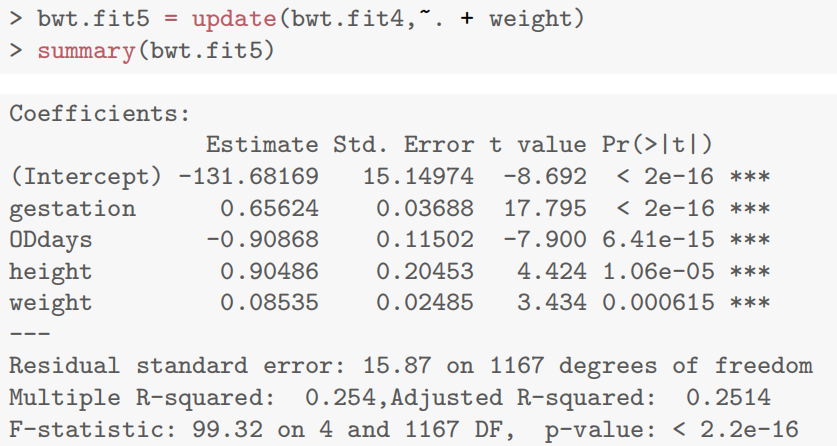 > bwt.fit5 = update(bwt.fit4,~. + weight)
> summary(bwt.fit5)
Coefficients:
Estimate Std. Error t value Pr(>|t|)
(Intercept) -131.68169 15.14974 -8.692 < 2e-16 ***
gestation 0.65624 0.03688 17.795 < 2e-16 ***
ODdays -0.90868 0.11502 -7.900 6.41e-15 ***
height 0.90486 0.20453 4.424 1.06e-05 ***
weight 0.08535 0.02485 3.434 0.000615 ***
---
Residual standard error: 15.87 on 1167 degrees of freedom
Multiple R-squared: 0.254,Adjusted R-squared: 0.2514
F-statistic: 99.32 on 4 and 1167 DF, p-value: < 2.2e-16